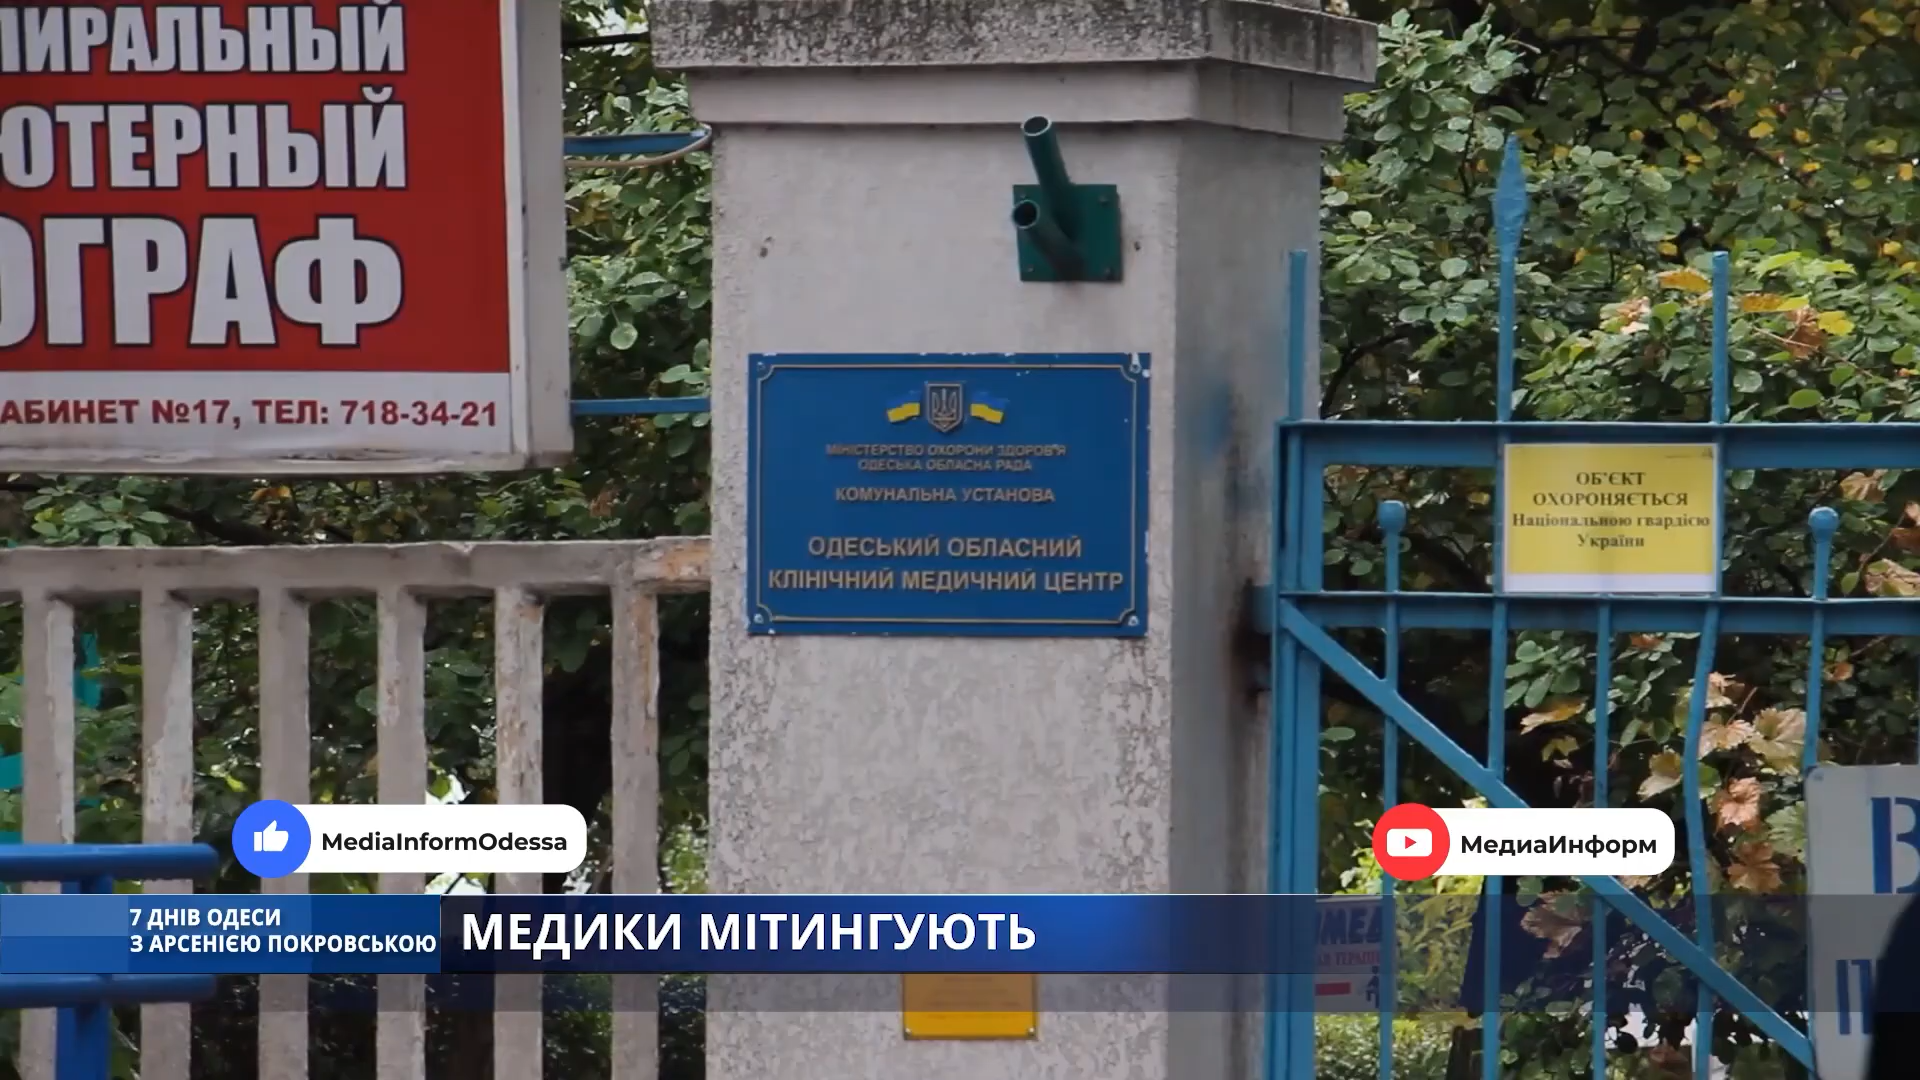 ПИРАЛЬНЫЙ
ЮТЕРНЫЙ
ОГРАФ
АБИНЕТ №17, ТЕЛ: 718-34-21
МІНІСТЕРСТВО ОХОРОНИ ЗДОРОВ'Я
ОДЕСЬКА ОБЛАСНА РАДА
КОМУНАЛЬНА УСТАНОВА
ОДЕСЬКИЙ ОБЛАСНИЙ
КЛІНІЧНИЙ МЕДИЧНИЙ ЦЕНТР
ОБ'ЄКТ
ОХОРОНЯЄТЬСЯ
Національною гвардією
України
MediaInformOdessa
МедиаИнформ
7 ДНІВ ОДЕСИ
З АРСЕНІЄЮ ПОКРОВСЬКОЮ
МЕДИКИ МІТИНГУЮТЬ